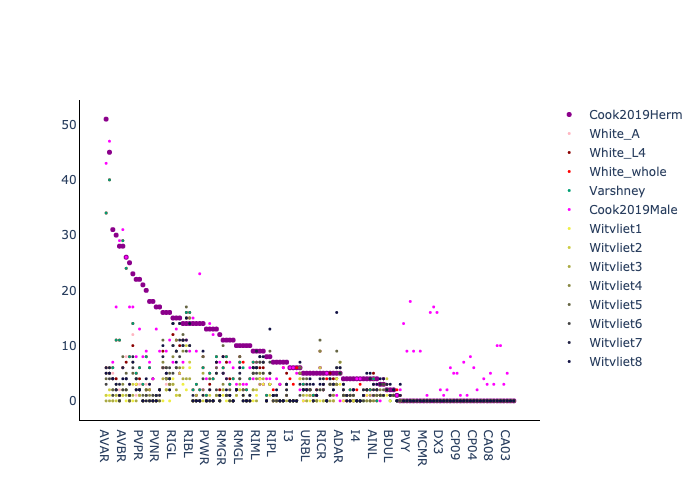 50
40
30
20
10
0
AVAR
AVBR
PVPR
PVNR
RIGL
RIBL
PVWR
RMGR
RMGL
RIML
RIPL
I3
URBL
RICR
ADAR
I4
AINL
BDUL
PVY
MCMR
DX3
CP09
CP04
CA08
CA03
Cook2019Herm
White_A
White_L4
White_whole
Varshney
Cook2019Male
Witvliet1
Witvliet2
Witvliet3
Witvliet4
Witvliet5
Witvliet6
Witvliet7
Witvliet8